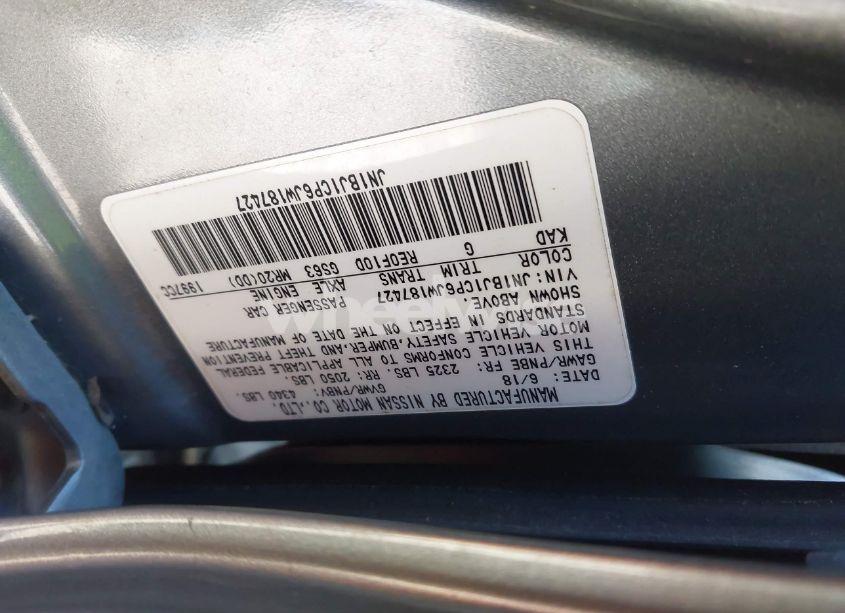 MANUFACTURED BY NISSAN MOTOR CO.,LTD.
DATE: 6/18 GVWR/PNBV: 4340 LBS.
GAWR/PNBE FR: 2325 LBS. RR: 2050 LBS.
THIS VEHICLE CONFORMS TO ALL APPLICABLE FEDERAL
MOTOR VEHICLE SAFETY,BUMPER,AND THEFT PREVENTION
STANDARDS IN EFFECT ON THE DATE OF MANUFACTURE
SHOWN ABOVE.
VIN: JN1BJ1CP6JW187427 PASSENGER CAR
COLOR TRIM TRANS AXLE ENGINE
KAD G RE0F10D GS63 MR20(DD) 1997CC
JN1BJ1CP6JW187427